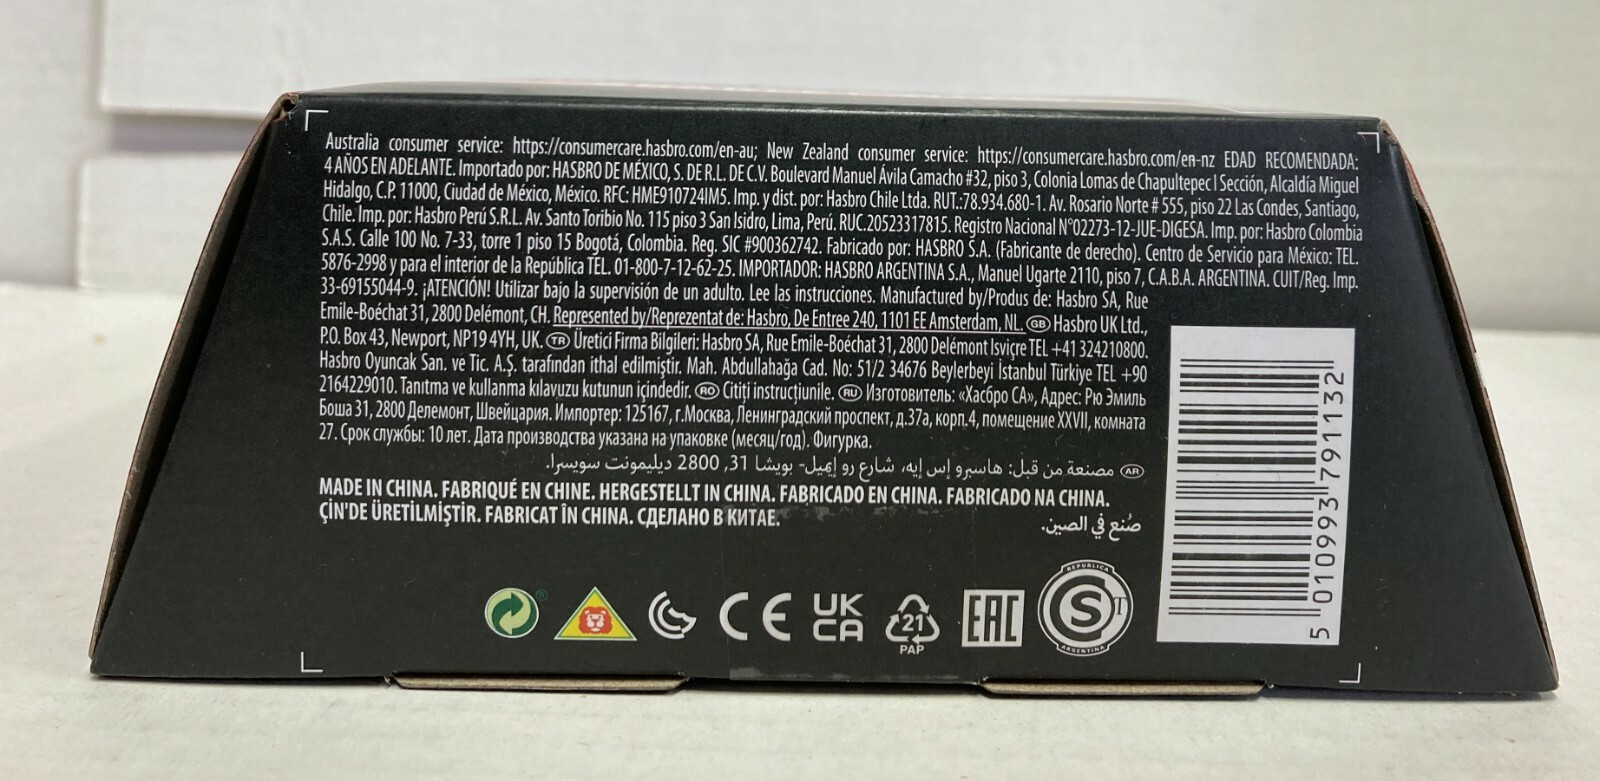 Australia consumer service: https://consumercare.hasbro.com/en-au; New Zealand consumer service: https://consumercare.hasbro.com/en-nz EDAD RECOMENDADA:
4 AÑOS EN ADELANTE. Importado por: HASBRO DE MÉXICO, S. DE R.L. DE C.V. Boulevard Manuel Ávila Camacho #32, piso 3, Colonia Lomas de Chapultepec I Sección, Alcaldía Miguel
Hidalgo, C.P. 11000, Ciudad de México, México. RFC: HME910724IM5. Imp. y dist. por: Hasbro Chile Ltda. RUT.:78.934.680-1. Av. Rosario Norte # 555, piso 22 Las Condes, Santiago,
Chile. Imp. por: Hasbro Perú S.R.L. Av. Santo Toribio No. 115 piso 3 San Isidro, Lima, Perú. RUC.20523317815. Registro Nacional N°02273-12-JUE-DIGESA. Imp. por: Hasbro Colombia
S.A.S. Calle 100 No. 7-33, torre 1 piso 15 Bogotá, Colombia. Reg. SIC #900362742. Fabricado por: HASBRO S.A. (Fabricante de derecho). Centro de Servicio para México: TEL.
5876-2998 y para el interior de la República TEL. 01-800-7-12-62-25. IMPORTADOR: HASBRO ARGENTINA S.A., Manuel Ugarte 2110, piso 7, C.A.B.A. ARGENTINA. CUIT/Reg. Imp.
33-69155044-9. ¡ATENCIÓN! Utilizar bajo la supervisión de un adulto. Lee las instrucciones. Manufactured by/Produs de: Hasbro SA, Rue
Emile-Boéchat 31, 2800 Delémont, CH. Represented by/Reprezentat de: Hasbro, De Entree 240, 1101 EE Amsterdam, NL. GB Hasbro UK Ltd.,
P.O. Box 43, Newport, NP19 4YH, UK. TR Üretici Firma Bilgileri: Hasbro SA, Rue Emile-Boéchat 31, 2800 Delémont Isviçre TEL +41 324210800.
Hasbro Oyuncak San. ve Tic. A.Ş. tarafından ithal edilmiştir. Mah. Abdullahağa Cad. No: 51/2 34676 Beylerbeyi İstanbul Türkiye TEL +90
2164229010. Tanıtma ve kullanma kılavuzu kutunun içindedir. RO Citiți instrucțiunile. RU Изготовитель: «Хасбро СА», Адрес: Рю Эмиль
Боша 31, 2800 Делемонт, Швейцария. Импортер: 125167, г.Москва, Ленинградский проспект, д.37а, корп.4, помещение XXVII, комната
27. Срок службы: 10 лет. Дата производства указана на упаковке (месяц/год). Фигурка.
AR مصنعة من قبل: هاسبرو إس إيه، شارع رو إيميل- بويشا 31, 2800 ديليمونت سويسرا.
MADE IN CHINA. FABRIQUÉ EN CHINE. HERGESTELLT IN CHINA. FABRICADO EN CHINA. FABRICADO NA CHINA.
ÇİN'DE ÜRETİLMİŞTİR. FABRICAT ÎN CHINA. СДЕЛАНО В КИТАЕ.
صُنع في الصين.
CE UK CA 21 PAP EAC REPUBLICA S T ARGENTINA
5 010993 791132